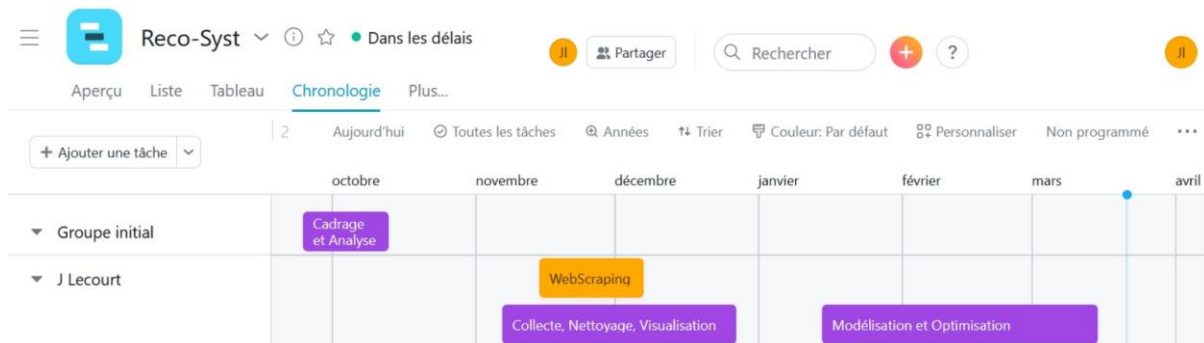 Reco-Syst
Dans les délais
JI
Partager
Rechercher
+
?
JI
Aperçu
Liste
Tableau
Chronologie
Plus...
+ Ajouter une tâche
2
Aujourd'hui
Toutes les tâches
Années
Trier
Couleur: Par défaut
Personnaliser
Non programmé
...
octobre
novembre
décembre
janvier
février
mars
avril
Groupe initial
Cadrage
et Analyse
J Lecourt
WebScraping
Collecte, Nettoyage, Visualisation
Modélisation et Optimisation